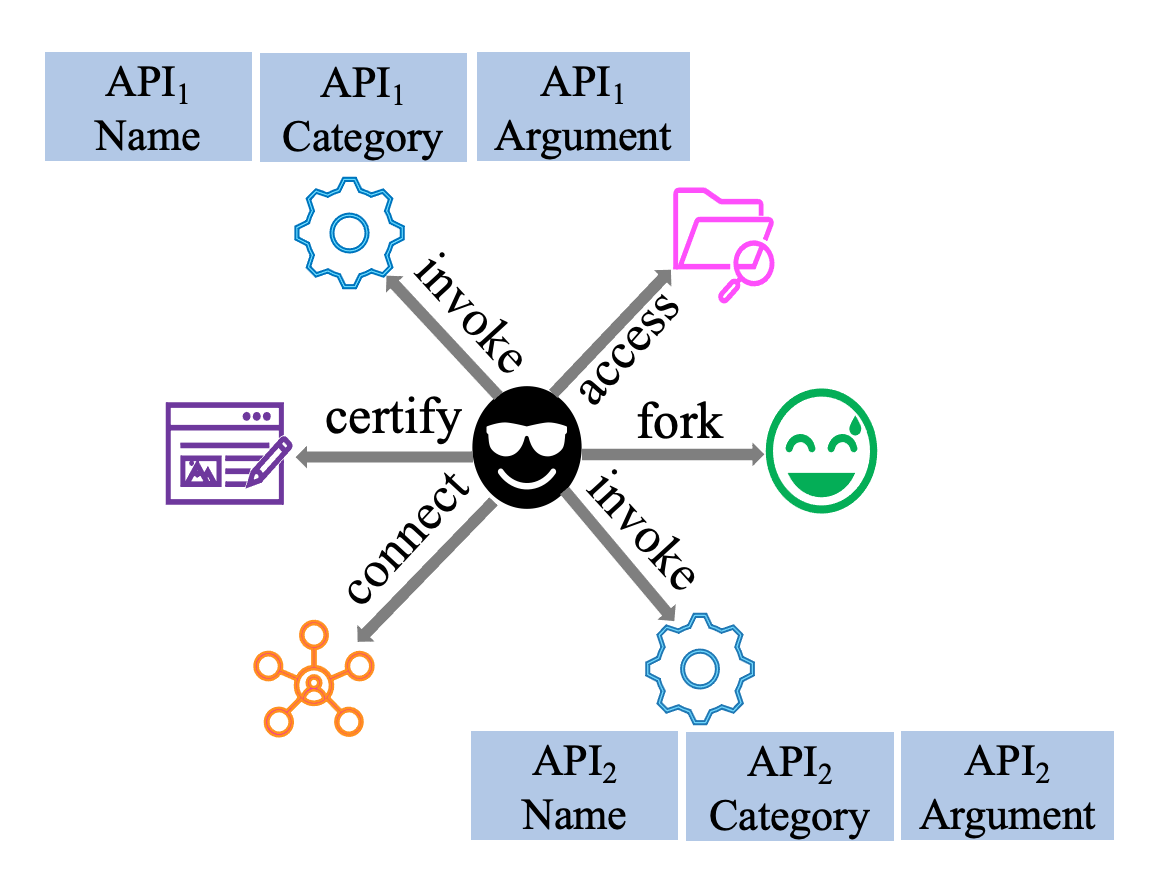 API₁
Name
API₁
Category
API₁
Argument
invoke
access
certify
fork
connect
invoke
API₂
Name
API₂
Category
API₂
Argument